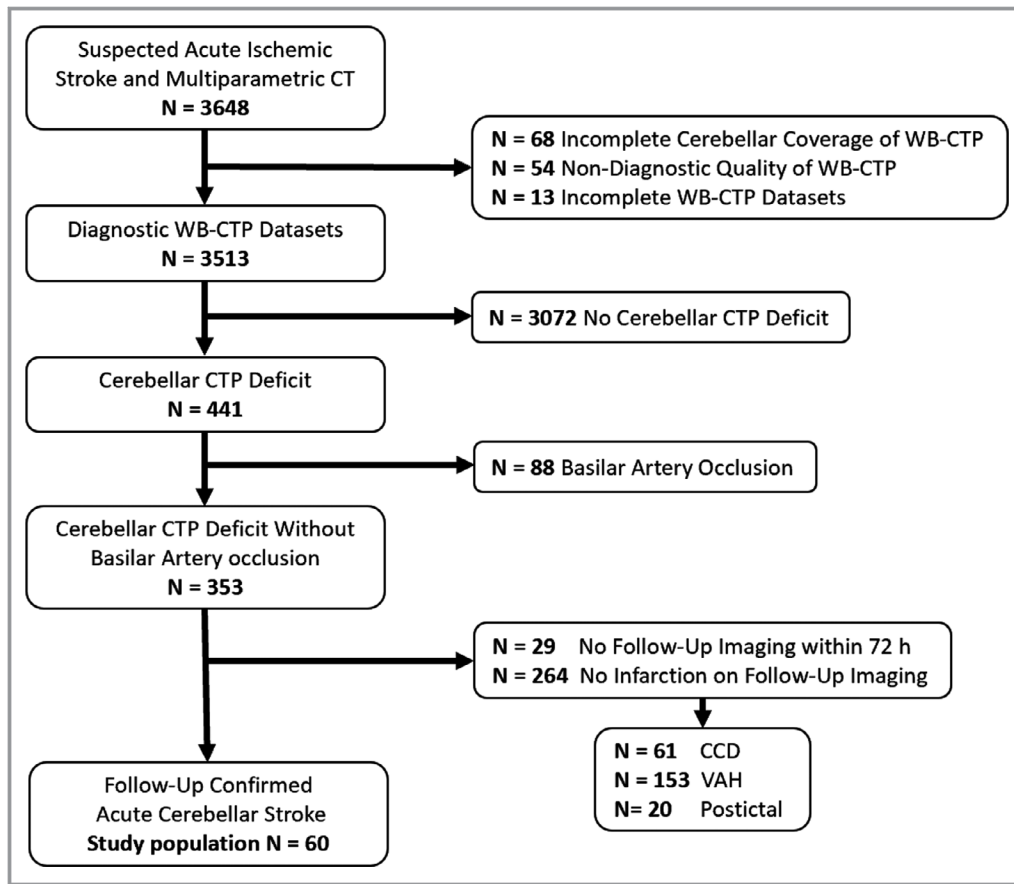 Suspected Acute Ischemic
Stroke and Multiparametric CT
N = 3648
N = 68 Incomplete Cerebellar Coverage of WB-CTP
N = 54 Non-Diagnostic Quality of WB-CTP
N = 13 Incomplete WB-CTP Datasets
Diagnostic WB-CTP Datasets
N = 3513
N = 3072 No Cerebellar CTP Deficit
Cerebellar CTP Deficit
N = 441
N = 88 Basilar Artery Occlusion
Cerebellar CTP Deficit Without
Basilar Artery occlusion
N = 353
N = 29 No Follow-Up Imaging within 72 h
N = 264 No Infarction on Follow-Up Imaging
N = 61 CCD
N = 153 VAH
N= 20 Postictal
Follow-Up Confirmed
Acute Cerebellar Stroke
Study population N = 60